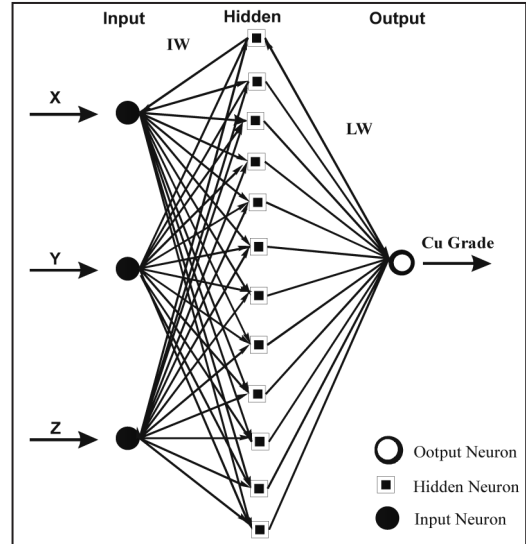 Input Hidden Output
IW
X
LW
Y
Cu Grade
Z
Ootput Neuron
Hidden Neuron
Input Neuron